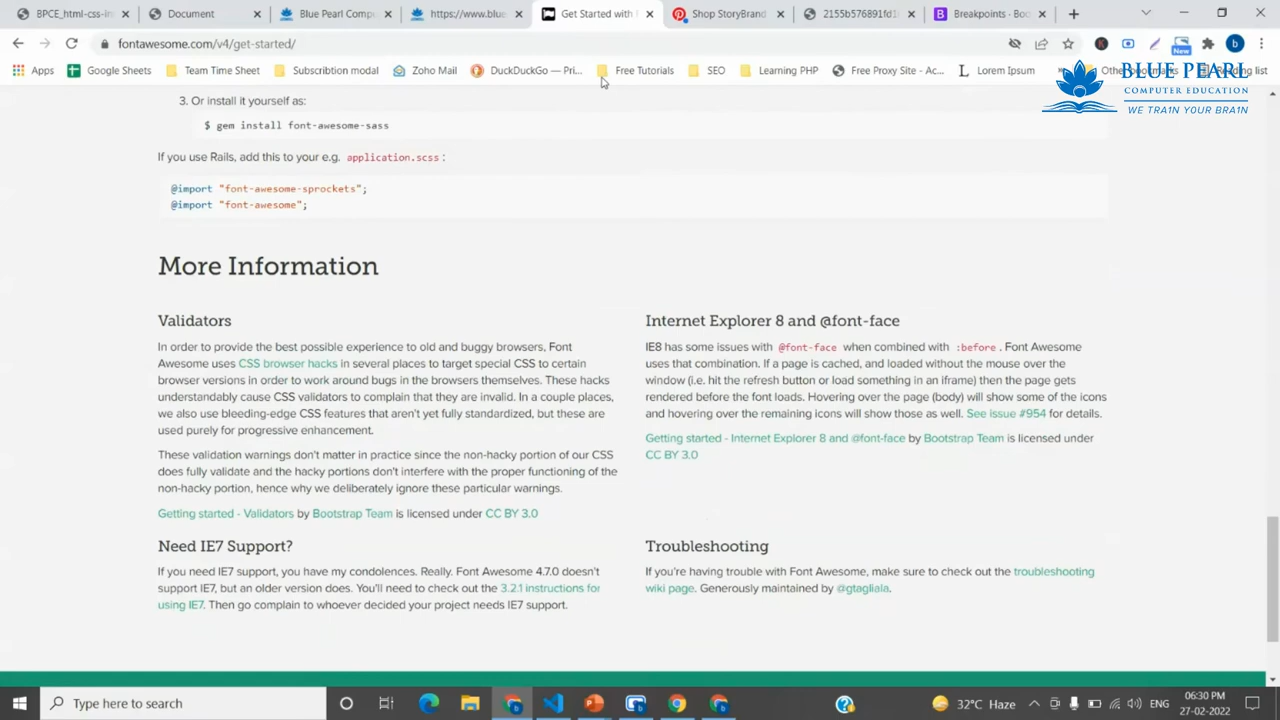 BPCE_html-css-in
Document
Blue Pearl Compu
https://www.blue
Get Started with F
Shop StoryBrand
2155b576891fd1
Breakpoints · Boo
fontawesome.com/v4/get-started/
New
b
Apps
Google Sheets
Team Time Sheet
Subscribtion modal
Zoho Mail
DuckDuckGo — Pri...
Free Tutorials
SEO
Learning PHP
Free Proxy Site - Ac...
Lorem Ipsum
Other bookmarks
Reading list
BLUE PEARL
COMPUTER EDUCATION
WE TRA1N YOUR BRA1N
3. Or install it yourself as:
$ gem install font-awesome-sass
If you use Rails, add this to your e.g. application.scss:
@import "font-awesome-sprockets";
@import "font-awesome";
More Information
Validators
In order to provide the best possible experience to old and buggy browsers, Font
Awesome uses CSS browser hacks in several places to target special CSS to certain
browser versions in order to work around bugs in the browsers themselves. These hacks
understandably cause CSS validators to complain that they are invalid. In a couple places,
we also use bleeding-edge CSS features that aren't yet fully standardized, but these are
used purely for progressive enhancement.
These validation warnings don't matter in practice since the non-hacky portion of our CSS
does fully validate and the hacky portions don't interfere with the proper functioning of the
non-hacky portion, hence why we deliberately ignore these particular warnings.
Getting started - Validators by Bootstrap Team is licensed under CC BY 3.0
Internet Explorer 8 and @font-face
IE8 has some issues with @font-face when combined with :before. Font Awesome
uses that combination. If a page is cached, and loaded without the mouse over the
window (i.e. hit the refresh button or load something in an iframe) then the page gets
rendered before the font loads. Hovering over the page (body) will show some of the icons
and hovering over the remaining icons will show those as well. See issue #954 for details.
Getting started - Internet Explorer 8 and @font-face by Bootstrap Team is licensed under
CC BY 3.0
Need IE7 Support?
If you need IE7 support, you have my condolences. Really. Font Awesome 4.7.0 doesn't
support IE7, but an older version does. You'll need to check out the 3.2.1 instructions for
using IE7. Then go complain to whoever decided your project needs IE7 support.
Troubleshooting
If you're having trouble with Font Awesome, make sure to check out the troubleshooting
wiki page. Generously maintained by @gtagliala.
Type here to search
32°C Haze
ENG
06:30 PM
27-02-2022